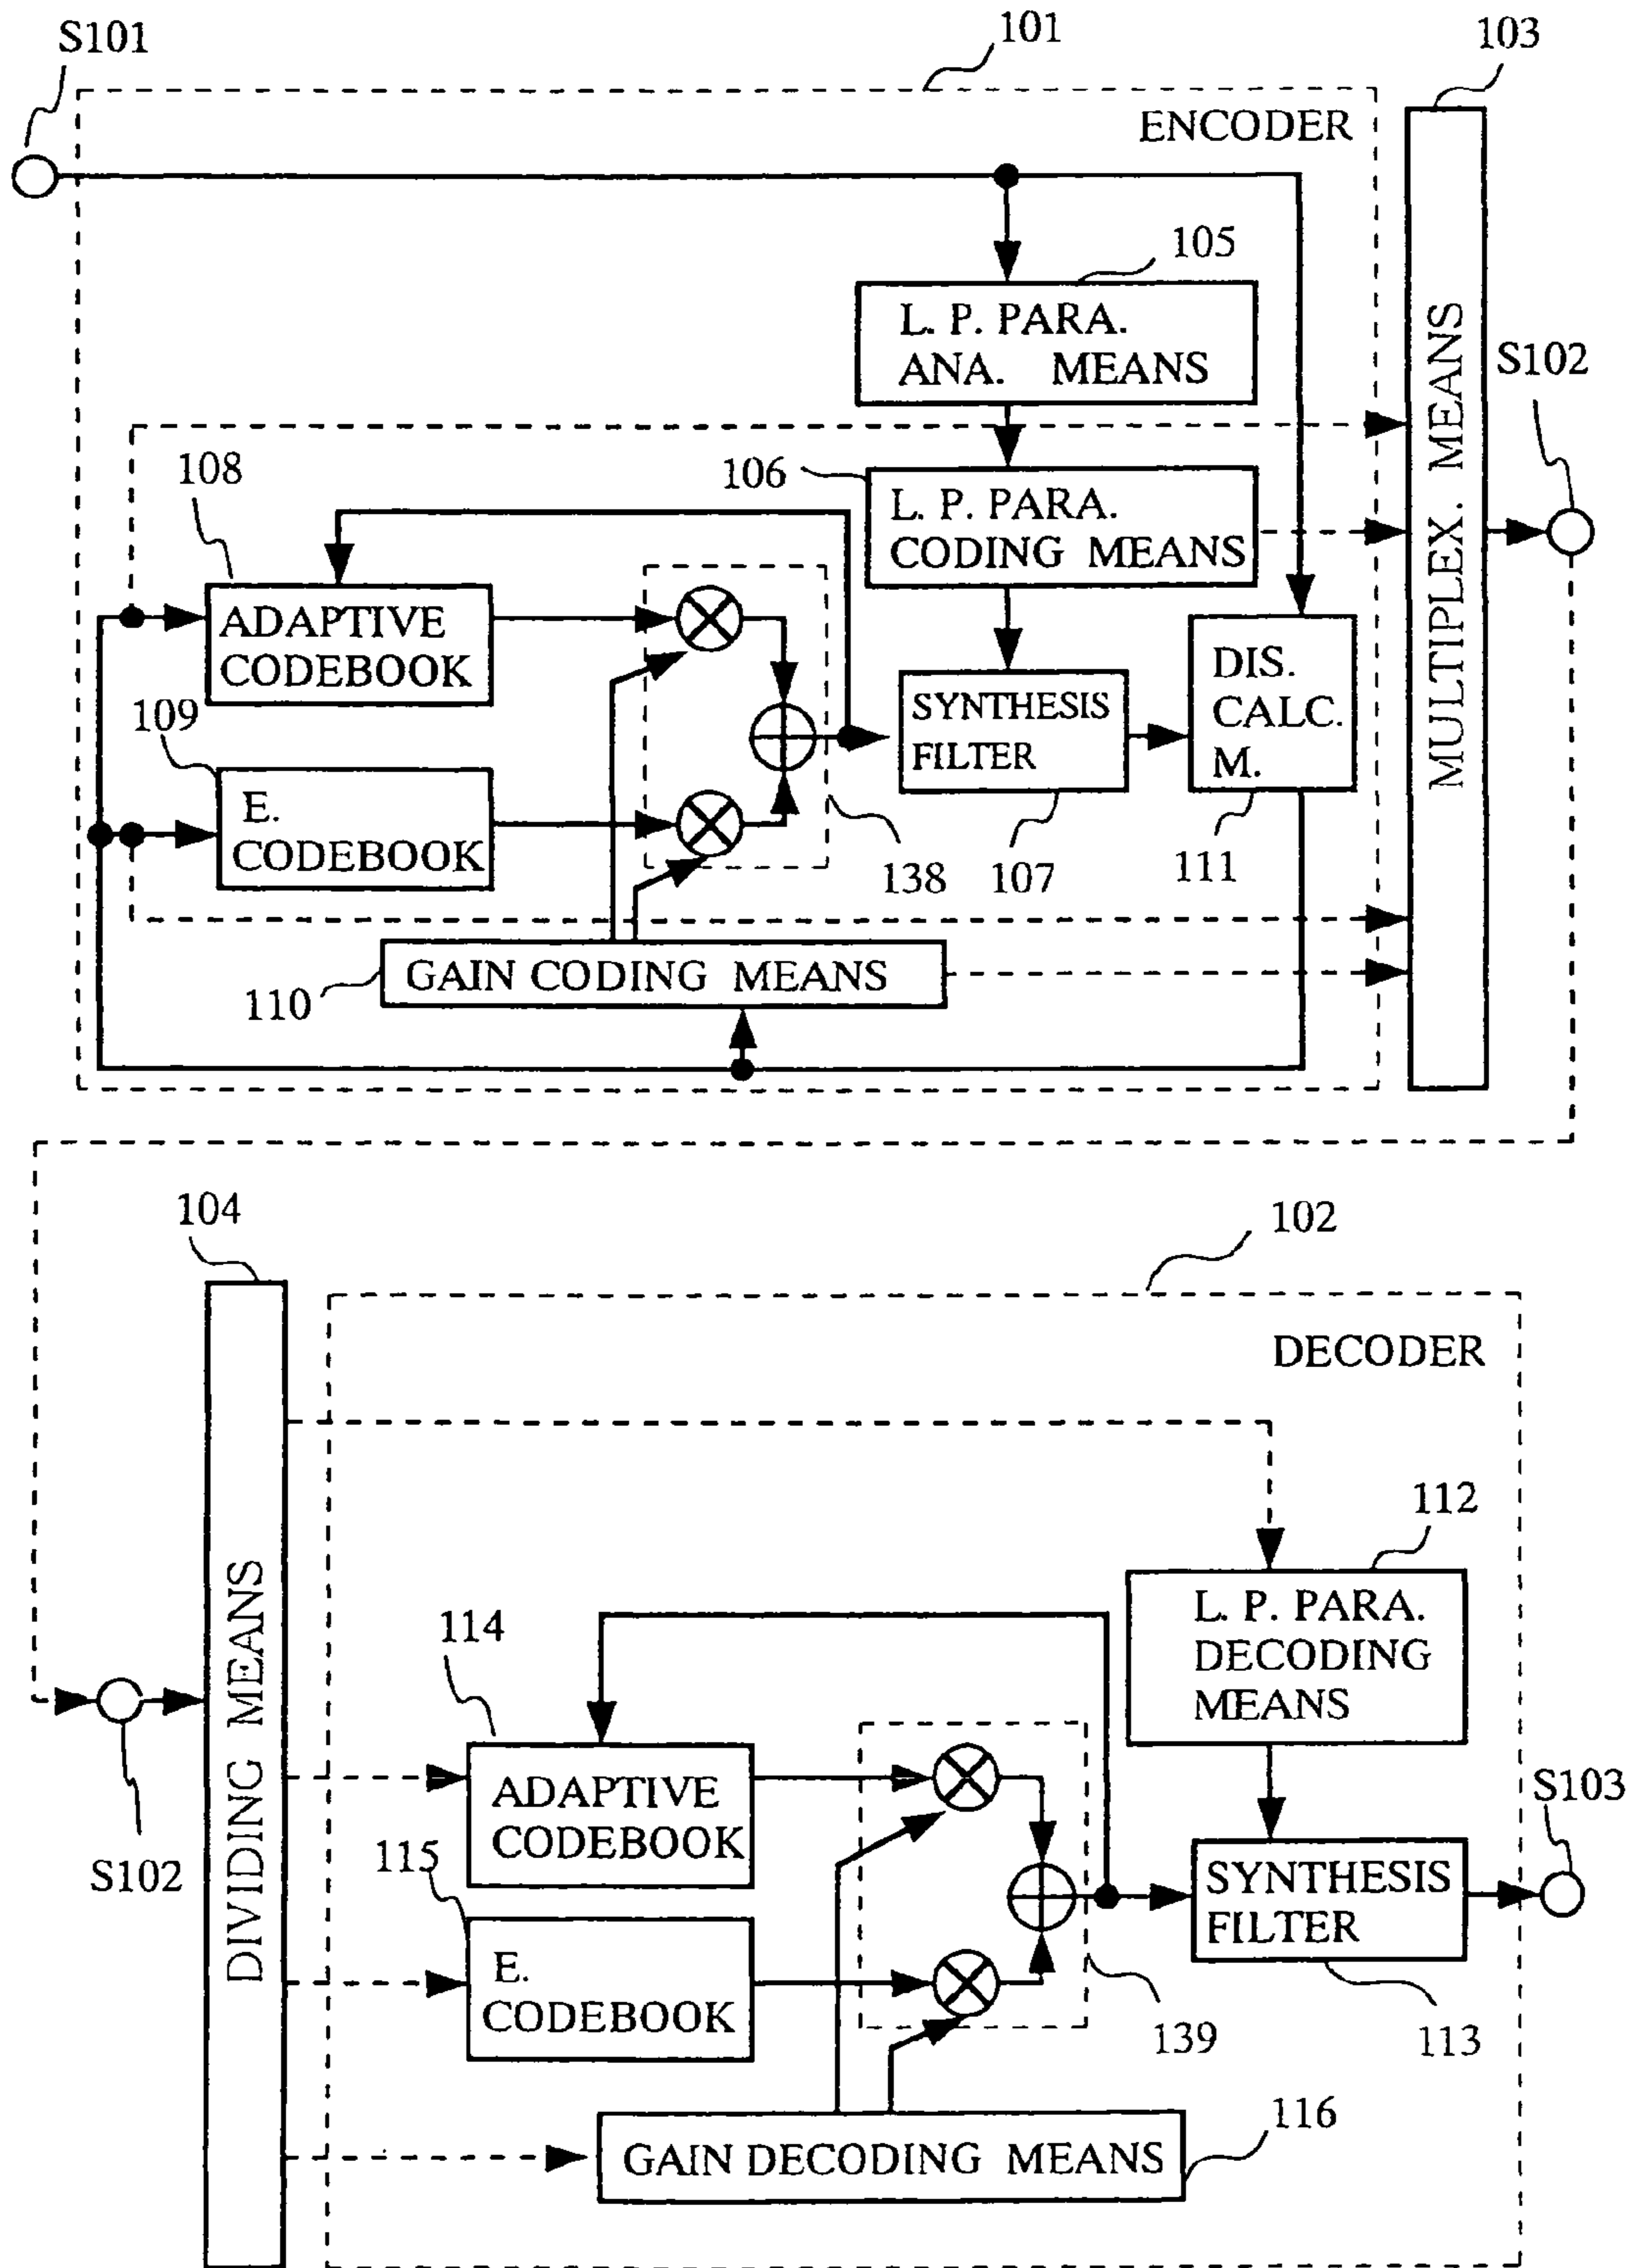 S101
101
103
ENCODER
105
L. P. PARA.
ANA. MEANS
MULTIPLEX. MEANS
S102
108
106
L. P. PARA.
CODING MEANS
ADAPTIVE
CODEBOOK
109
SYNTHESIS
FILTER
DIS.
CALC.
M.
E.
CODEBOOK
138
107
111
GAIN CODING MEANS
110
104
102
DECODER
DIVIDING MEANS
112
L. P. PARA.
DECODING
MEANS
114
ADAPTIVE
CODEBOOK
S103
S102
115
SYNTHESIS
FILTER
E.
CODEBOOK
139
113
116
GAIN DECODING MEANS